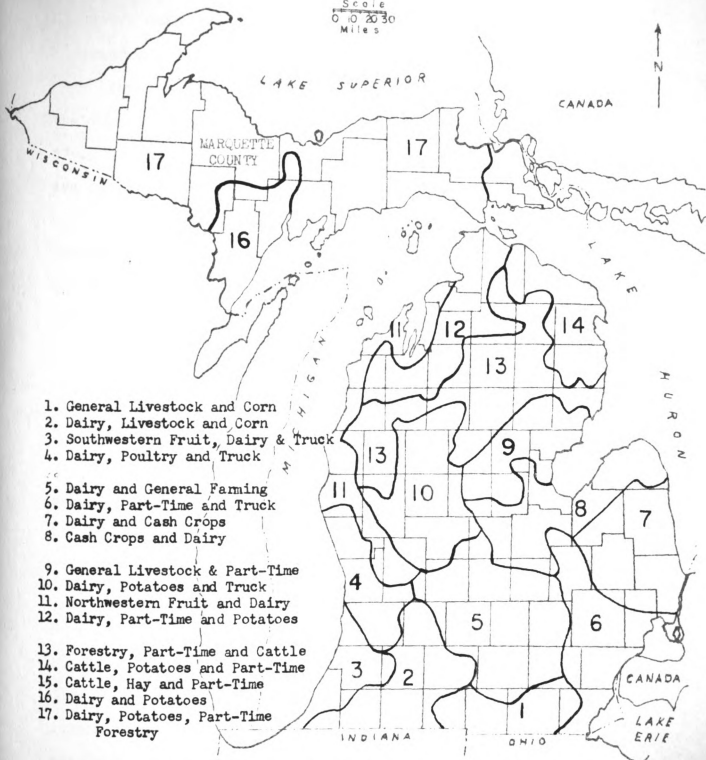 Scale
0 10 20 30
Miles
N
LAKE SUPERIOR
CANADA
WISCONSIN
MARQUETTE
COUNTY
17
17
16
LAKE
HURON
MICHIGAN
11
12
14
13
13
9
11
10
8
7
4
5
6
3
2
1
CANADA
LAKE
ERIE
INDIANA
OHIO
1. General Livestock and Corn
2. Dairy, Livestock and Corn
3. Southwestern Fruit, Dairy & Truck
4. Dairy, Poultry and Truck
5. Dairy and General Farming
6. Dairy, Part-Time and Truck
7. Dairy and Cash Crops
8. Cash Crops and Dairy
9. General Livestock & Part-Time
10. Dairy, Potatoes and Truck
11. Northwestern Fruit and Dairy
12. Dairy, Part-Time and Potatoes
13. Forestry, Part-Time and Cattle
14. Cattle, Potatoes and Part-Time
15. Cattle, Hay and Part-Time
16. Dairy and Potatoes
17. Dairy, Potatoes, Part-Time
Forestry